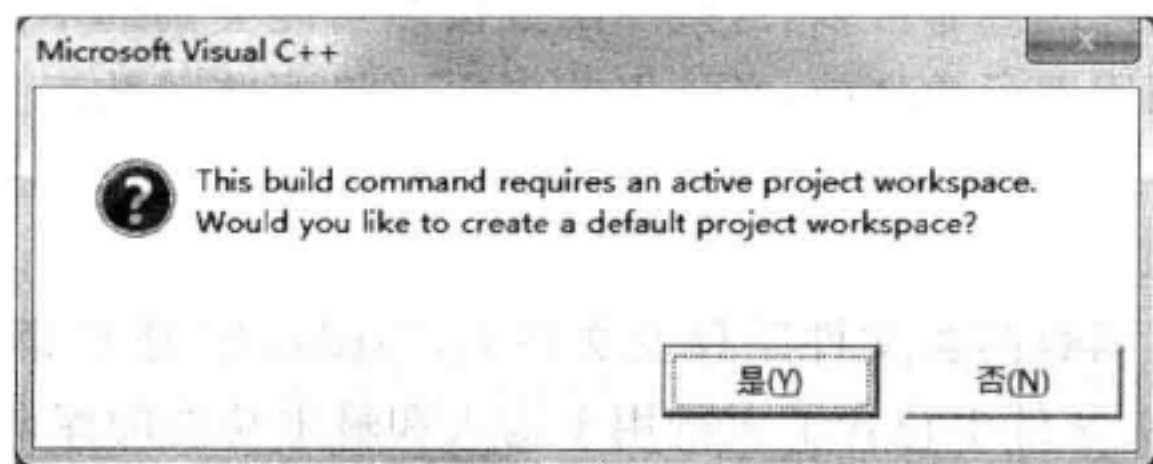 Microsoft Visual C++
This build command requires an active project workspace.
Would you like to create a default project workspace?
是(Y)
否(N)